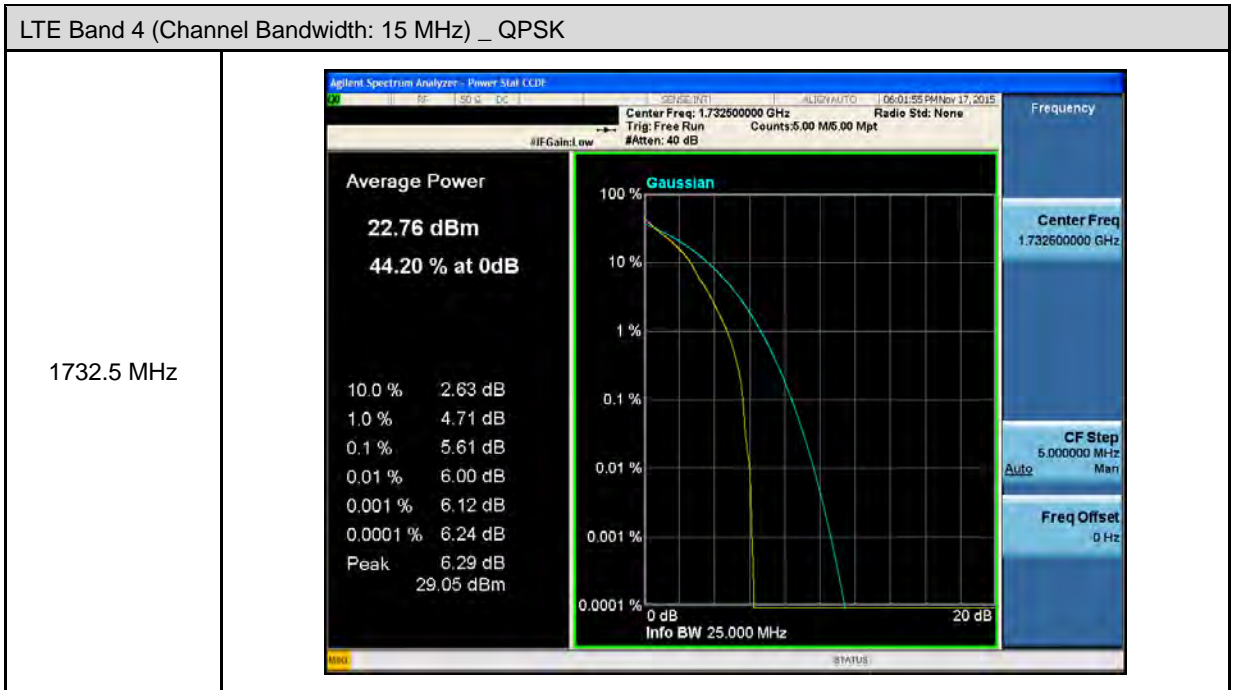 LTE Band 4 (Channel Bandwidth: 15 MHz) _ QPSK
1732.5 MHz
Agilent Spectrum Analyzer - Power Stat CCDF
RF 50 Ω DC SENSE:INT ALIGN AUTO 06:01:55 PM Nov 17, 2015
Center Freq: 1.732500000 GHz Radio Std: None
Trig: Free Run Counts:5.00 M/5.00 Mpt
#IFGain:Low #Atten: 40 dB
Average Power
22.76 dBm
44.20 % at 0dB
10.0 % 2.63 dB
1.0 % 4.71 dB
0.1 % 5.61 dB
0.01 % 6.00 dB
0.001 % 6.12 dB
0.0001 % 6.24 dB
Peak 6.29 dB
29.05 dBm
Gaussian
100 %
10 %
1 %
0.1 %
0.01 %
0.001 %
0.0001 %
0 dB 20 dB
Info BW 25.000 MHz
Frequency
Center Freq
1.732500000 GHz
CF Step
5.000000 MHz
Auto Man
Freq Offset
0 Hz
MSG STATUS